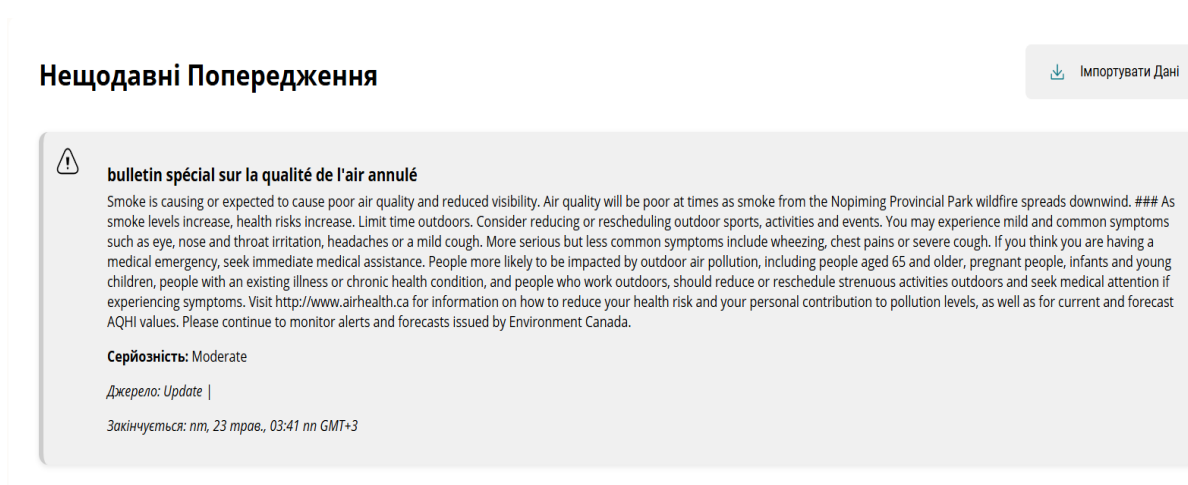 Нещодавні Попередження
Імпортувати Дані
bulletin spécial sur la qualité de l'air annulé
Smoke is causing or expected to cause poor air quality and reduced visibility. Air quality will be poor at times as smoke from the Nopiming Provincial Park wildfire spreads downwind. ### As
smoke levels increase, health risks increase. Limit time outdoors. Consider reducing or rescheduling outdoor sports, activities and events. You may experience mild and common symptoms
such as eye, nose and throat irritation, headaches or a mild cough. More serious but less common symptoms include wheezing, chest pains or severe cough. If you think you are having a
medical emergency, seek immediate medical assistance. People more likely to be impacted by outdoor air pollution, including people aged 65 and older, pregnant people, infants and young
children, people with an existing illness or chronic health condition, and people who work outdoors, should reduce or reschedule strenuous activities outdoors and seek medical attention if
experiencing symptoms. Visit http://www.airhealth.ca for information on how to reduce your health risk and your personal contribution to pollution levels, as well as for current and forecast
AQHI values. Please continue to monitor alerts and forecasts issued by Environment Canada.
Серйозність: Moderate
Джерело: Update |
Закінчується: пт, 23 трав., 03:41 пп GMT+3